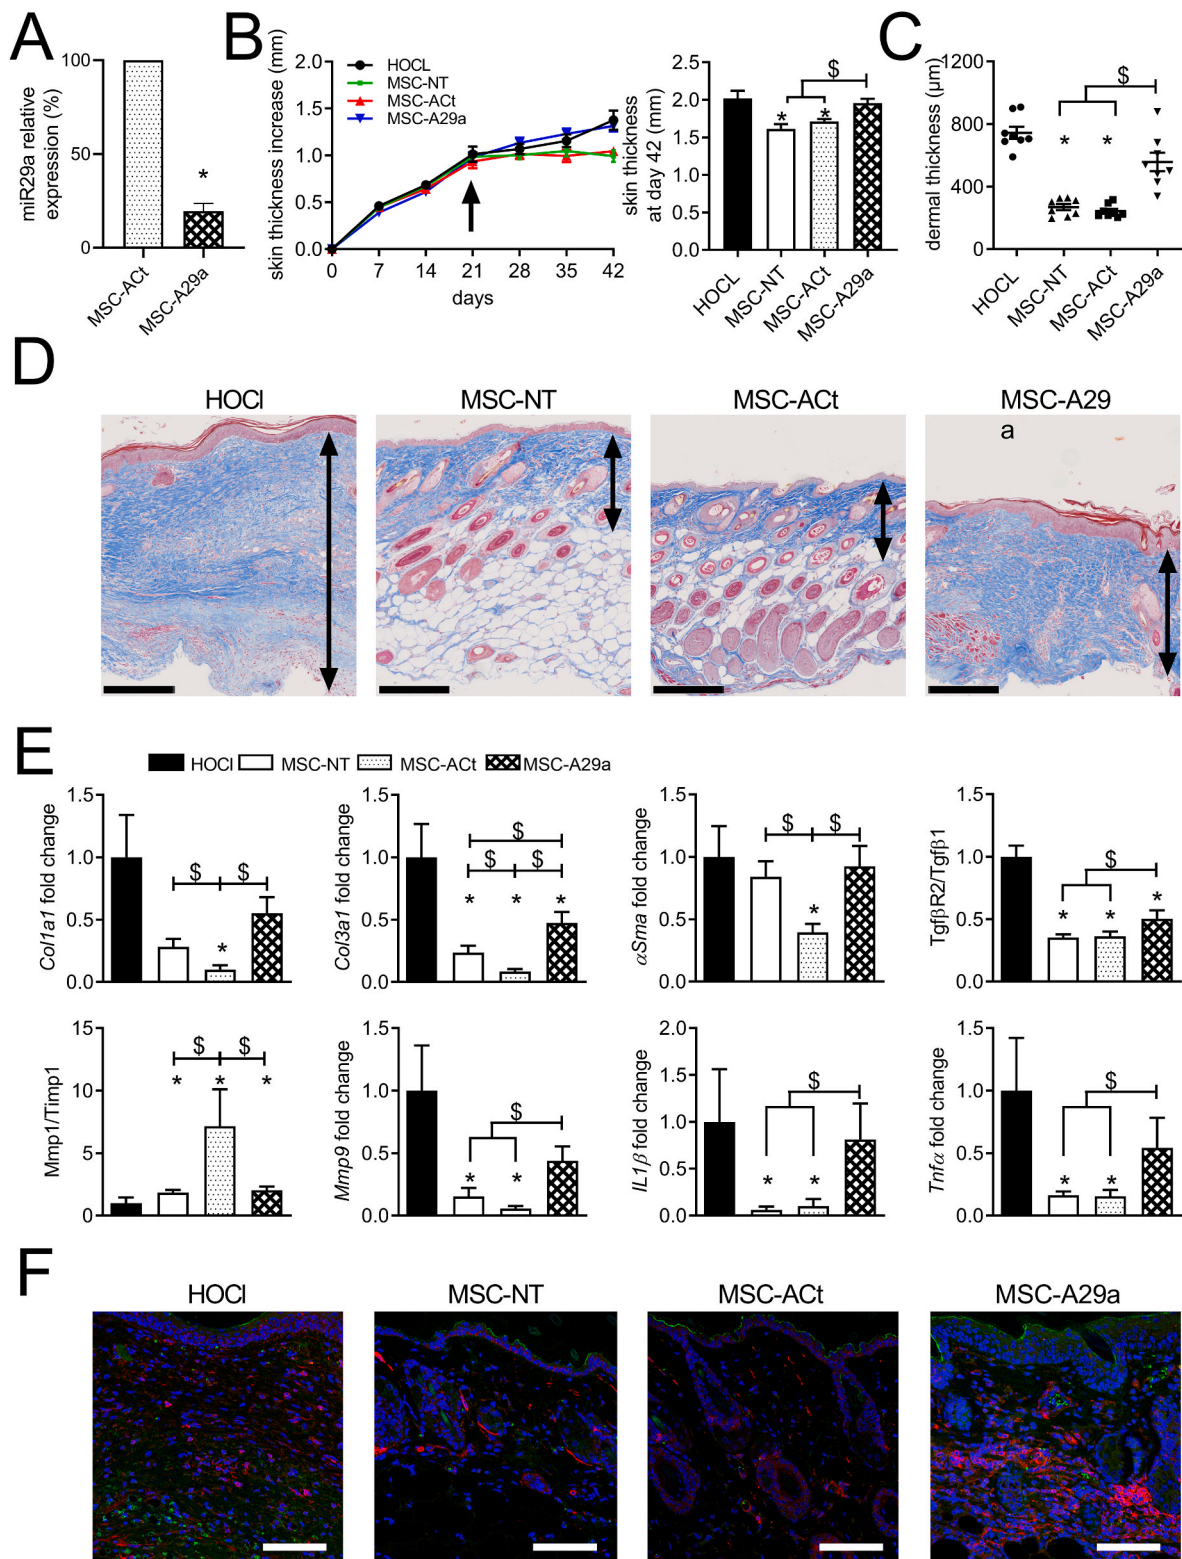 A
miR29a relative
expression (%)
100
50
0
*
MSC-ACt
MSC-A29a
B
skin thickness increase (mm)
2.0
1.5
1.0
0.5
0.0
HOCL
MSC-NT
MSC-ACt
MSC-A29a
0 7 14 21 28 35 42
days
skin thickness
at day 42 (mm)
2.5
2.0
1.5
1.0
0.5
0.0
$
* *
HOCL
MSC-NT
MSC-ACt
MSC-A29a
C
dermal thickness (µm)
1200
800
400
0
$
* *
HOCL
MSC-NT
MSC-ACt
MSC-A29a
D
HOCl
MSC-NT
MSC-ACt
MSC-A29
a
E
HOCl MSC-NT MSC-ACt MSC-A29a
Col1a1 fold change
1.5
1.0
0.5
0.0
$ $
*
Col3a1 fold change
1.5
1.0
0.5
0.0
$
$ $
* * *
αSma fold change
1.5
1.0
0.5
0.0
$ $
*
TgfβR2/Tgfβ1
1.5
1.0
0.5
0.0
$
* * *
Mmp1/Timp1
15
10
5
0
$ $
* * *
Mmp9 fold change
1.5
1.0
0.5
0.0
$
* *
IL1β fold change
2.0
1.5
1.0
0.5
0.0
$
* *
Tnfα fold change
1.5
1.0
0.5
0.0
$
* *
F
HOCl
MSC-NT
MSC-ACt
MSC-A29a